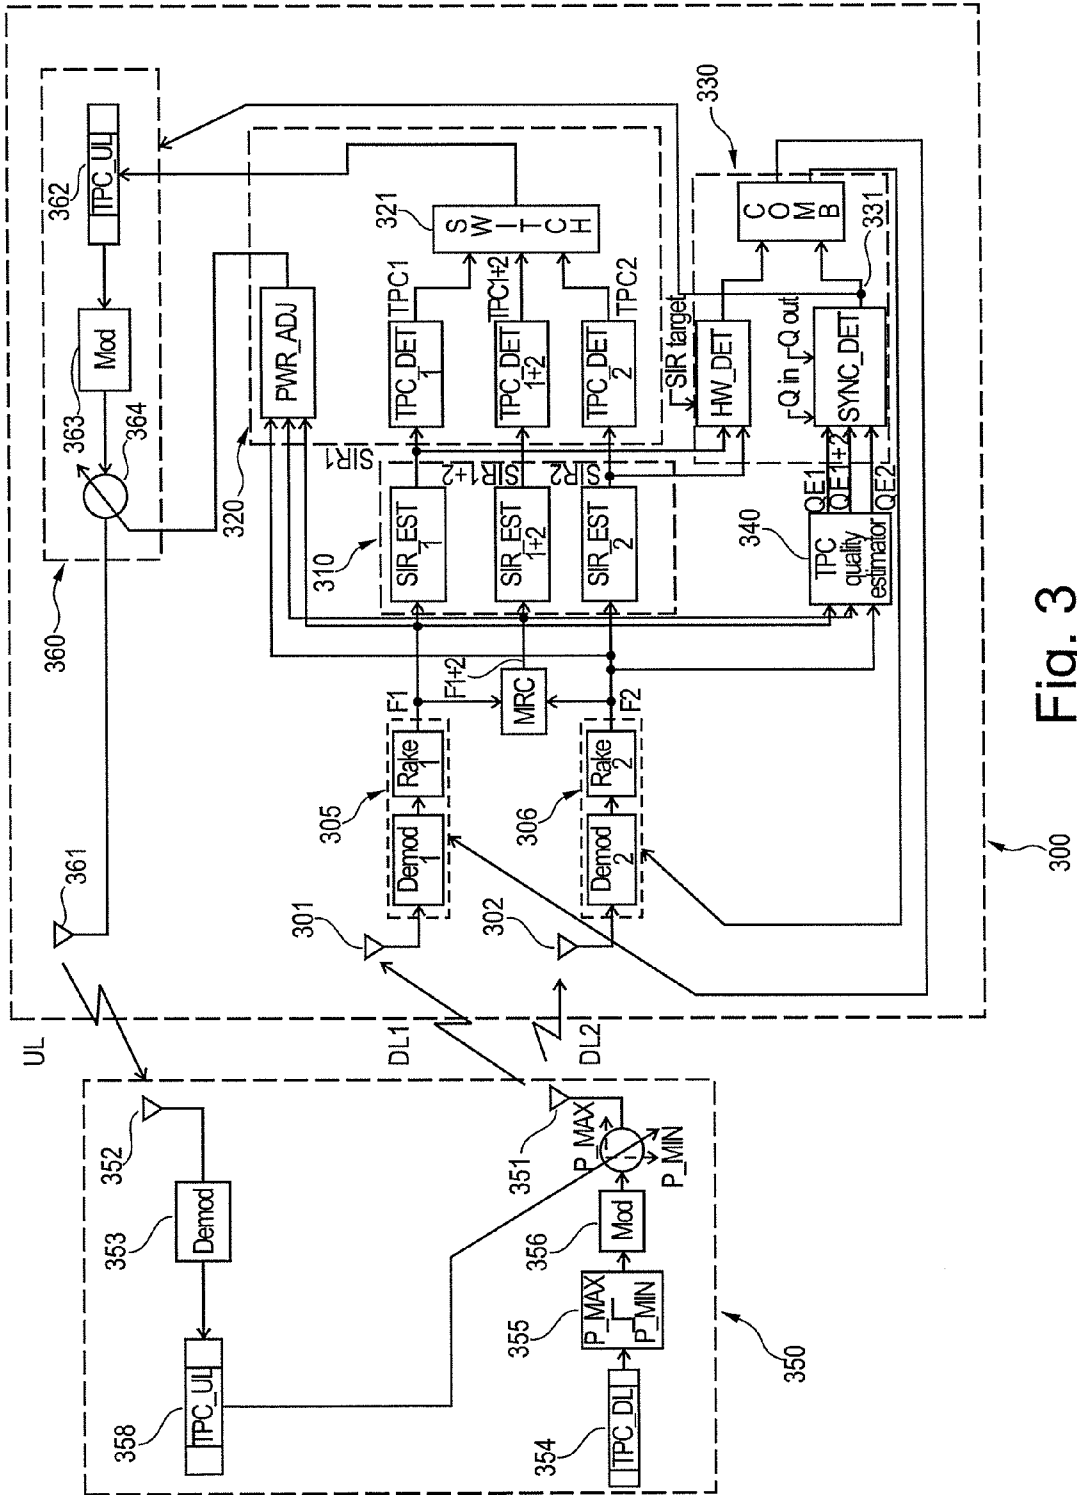 UL
352
353
Demod
358
TPC_UL
DL1
DL2
351
P_MAX
P_MIN
356
Mod
355
P_MAX
P_MIN
354
TPC_DL
350
361
360
364
363
Mod
362
TPC_UL
301
302
305
Demod
1
Rake
1
F1
306
Demod
2
Rake
2
F2
MRC
F1+2
310
SIR_EST
1
SIR_EST
1+2
SIR_EST
2
SIR1
SIR1+2
SIR2
320
PWR_ADJ
TPC_DET
1
TPC_DET
1+2
TPC_DET
2
TPC1
TPC1+2
TPC2
321
SWITCH
340
TPC
quality
estimator
QE1
QE1+2
QE2
330
SIR target
HW_DET
Q in
Q out
SYNC_DET
331
COMB
300
Fig. 3